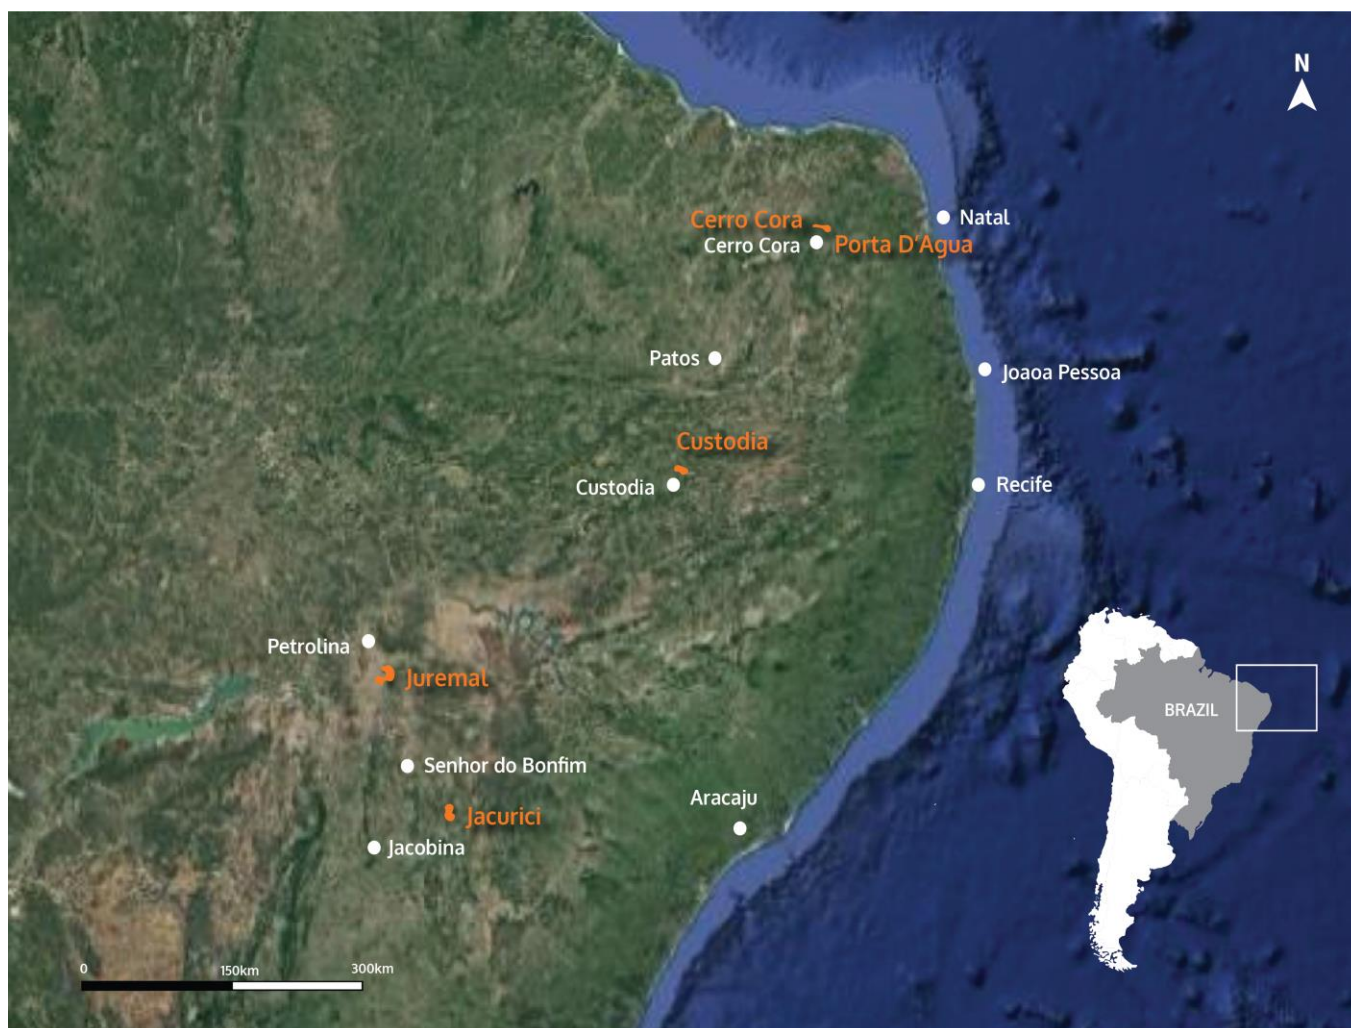 N
Natal
Cerro Cora
Cerro Cora
Porta D'Agua
Patos
Joaoa Pessoa
Custodia
Custodia
Recife
Petrolina
Juremal
BRAZIL
Senhor do Bonfim
Aracaju
Jacurici
Jacobina
0
150km
300km